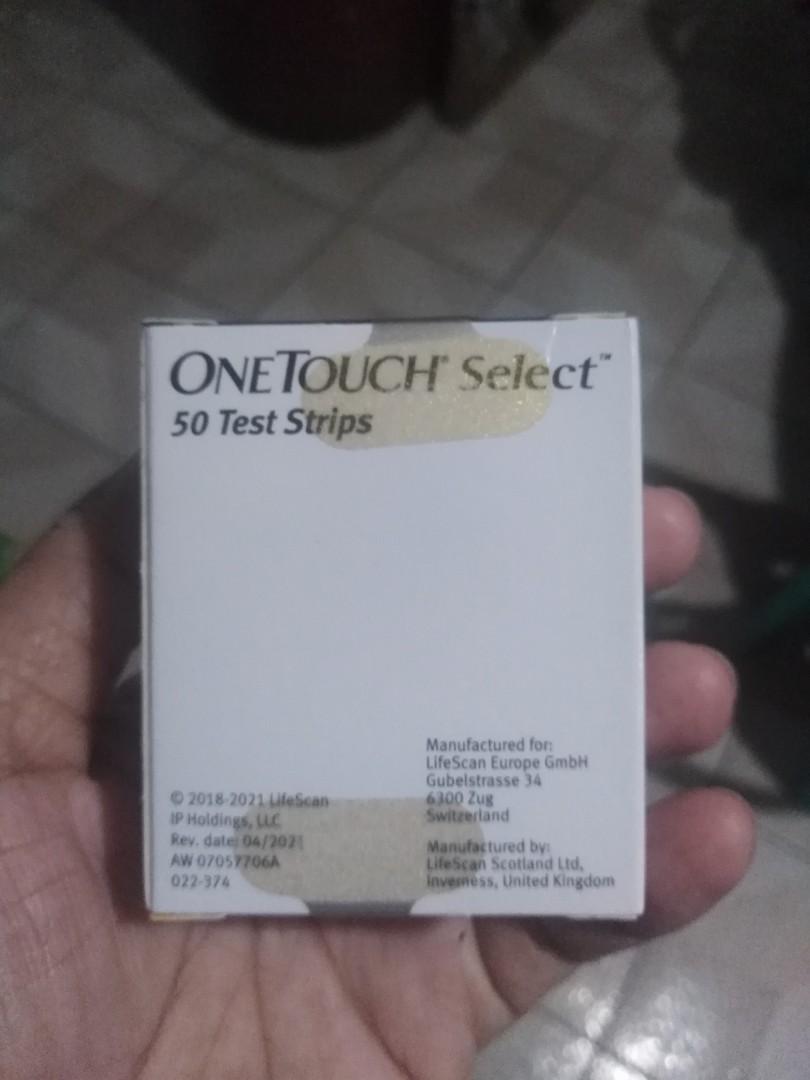 ONETOUCH® Select™
50 Test Strips
© 2018-2021 LifeScan
IP Holdings, LLC
Rev. date: 04/2021
AW 07057706A
022-374
Manufactured for:
LifeScan Europe GmbH
Gubelstrasse 34
6300 Zug
Switzerland
Manufactured by:
LifeScan Scotland Ltd,
Inverness, United Kingdom